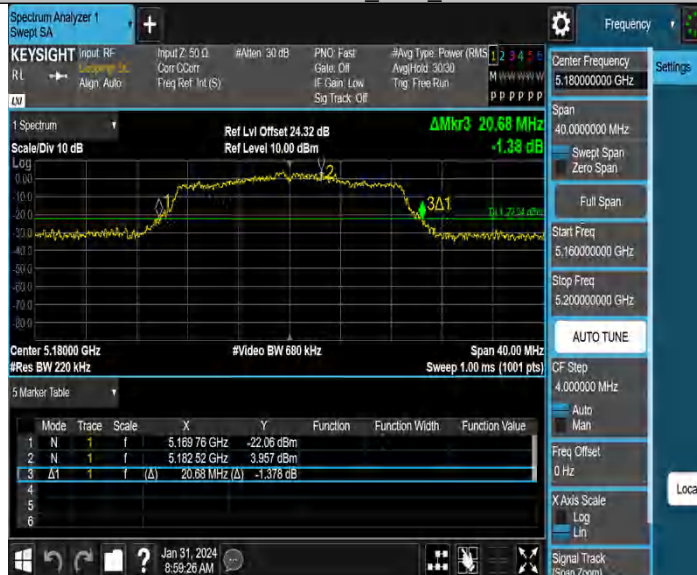 Spectrum Analyzer 1
Swept SA
+
Frequency
KEYSIGHT
RL
Input: RF
Align: Auto
Input Z: 50 Ω
Corr CCorr
Freq Ref: Int (S)
#Atten: 30 dB
PNO: Fast
Gate: Off
IF Gain: Low
Sig Track: Off
#Avg Type: Power (RMS
Avg|Hold: 30/30
Trig: Free Run
1 2 3 4 5 6
M W W W W W
P P P P P P
LXI
1 Spectrum
Scale/Div 10 dB
Log
Ref Lvl Offset 24.32 dB
Ref Level 10.00 dBm
ΔMkr3 20.68 MHz
-1.38 dB
0.00
-10.0
-20.0
-30.0
-40.0
-50.0
-60.0
-70.0
-80.0
1
2
3Δ1
Center 5.18000 GHz
#Video BW 680 kHz
Span 40.00 MHz
#Res BW 220 kHz
Sweep 1.00 ms (1001 pts)
5 Marker Table
Mode Trace Scale X Y Function Function Width Function Value
1 N 1 f 5.169 76 GHz -22.06 dBm
2 N 1 f 5.182 52 GHz 3.957 dBm
3 Δ1 1 f (Δ) 20.68 MHz (Δ) -1.378 dB
4
5
6
?
Jan 31, 2024
8:59:26 AM
Center Frequency
5.180000000 GHz
Settings
Span
40.0000000 MHz
Swept Span
Zero Span
Full Span
Start Freq
5.160000000 GHz
Stop Freq
5.200000000 GHz
AUTO TUNE
CF Step
4.000000 MHz
Auto
Man
Freq Offset
0 Hz
Loca
X Axis Scale
Log
Lin
Signal Track
(Span Zoom)